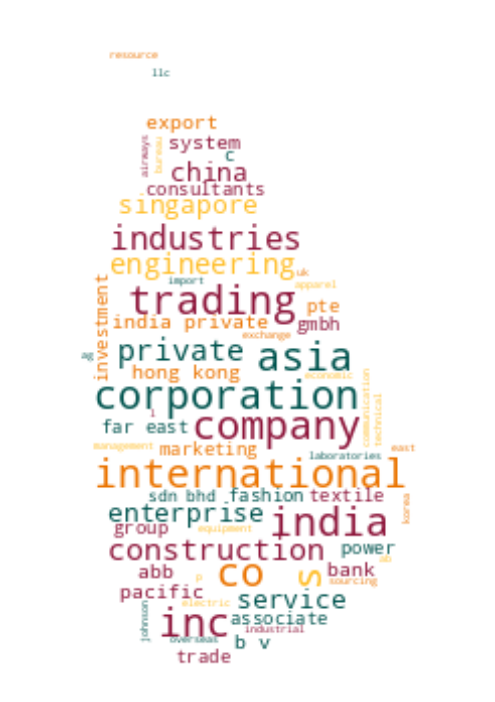 resource
llc
export
airways
bureau
system
c
china
consultants
singapore
industries
engineering
uk
import
apparel
investment
trading
pte
india private
gmbh
exchange
ag
private
asia
hong kong
economic
corporation
communication
technical
l
far east
company
management
marketing
east
laboratories
international
sdn bhd
fashion
textile
korea
enterprise
india
group
equipment
construction
power
ab
abb
p
co
s
bank
sourcing
pacific
electric
service
johnson
inc
associate
industrial
overseas
b v
trade